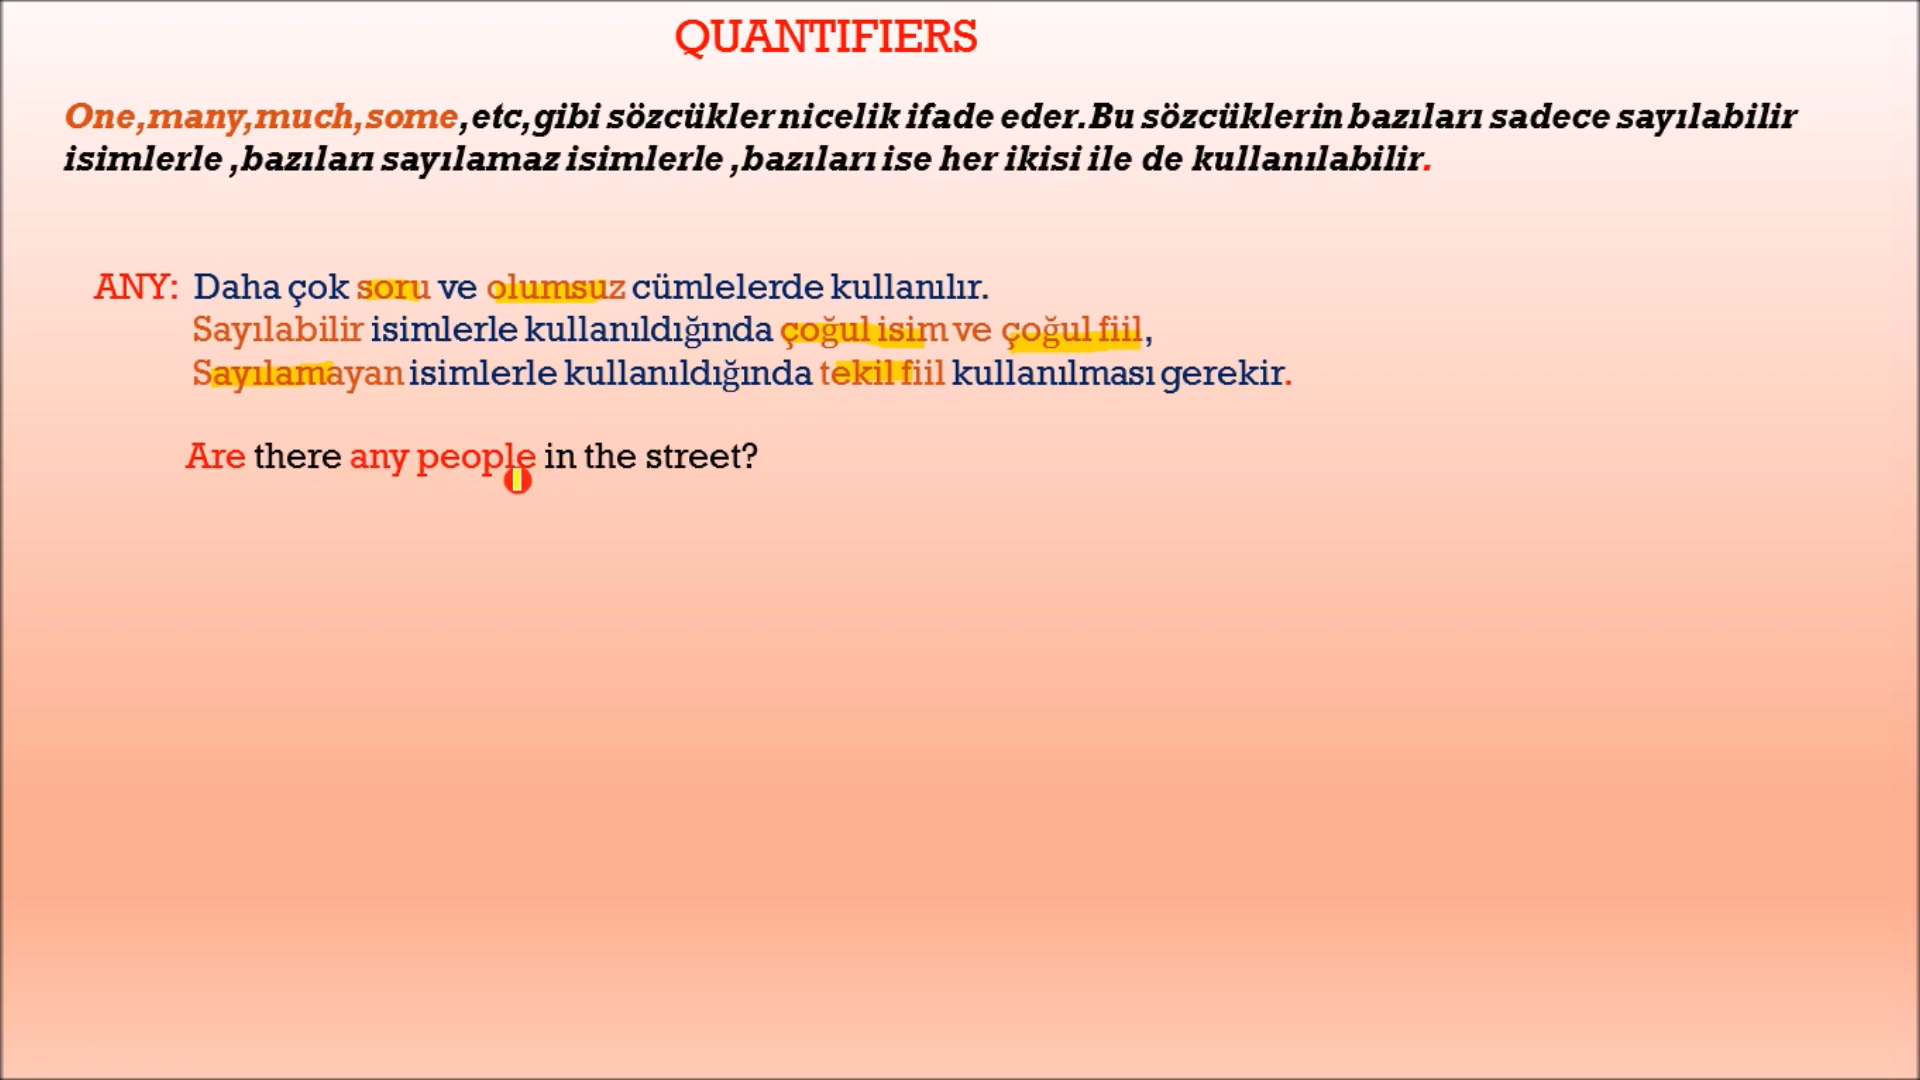 QUANTIFIERS
One,many,much,some,etc,gibi sözcükler nicelik ifade eder.Bu sözcüklerin bazıları sadece sayılabilir
isimlerle ,bazıları sayılamaz isimlerle ,bazıları ise her ikisi ile de kullanılabilir.
ANY: Daha çok soru ve olumsuz cümlelerde kullanılır.
Sayılabilir isimlerle kullanıldığında çoğul isim ve çoğul fiil,
Sayılamayan isimlerle kullanıldığında tekil fiil kullanılması gerekir.
Are there any people in the street?